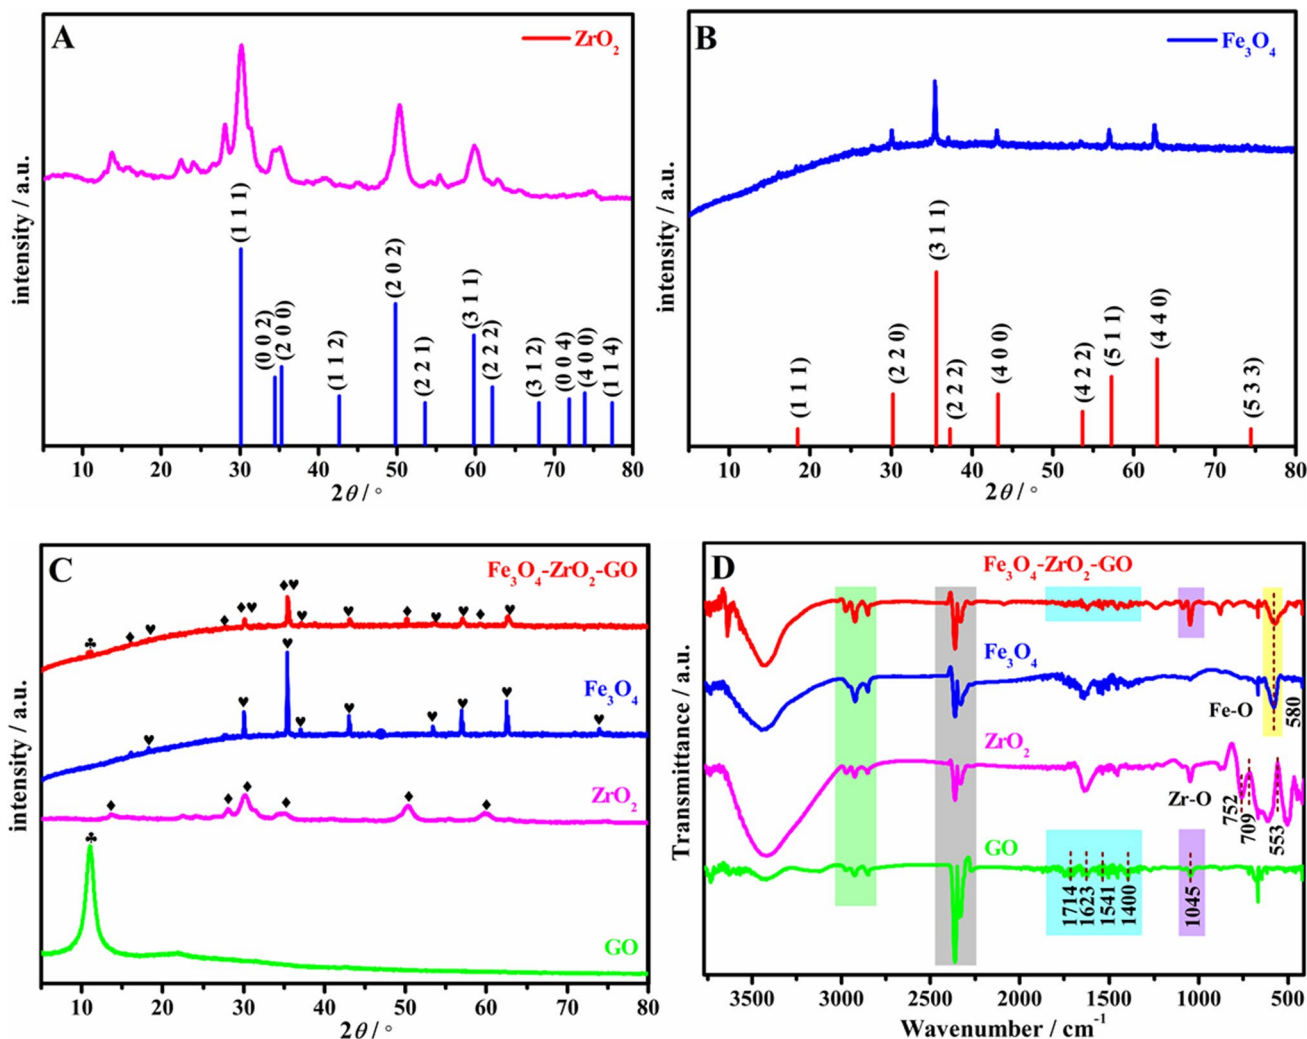 A
ZrO2
intensity / a.u.
(1 1 1)
(0 0 2)
(2 0 0)
(1 1 2)
(2 0 2)
(2 2 1)
(3 1 1)
(2 2 2)
(3 1 2)
(0 0 4)
(4 0 0)
(1 1 4)
10 20 30 40 50 60 70 80
2θ / °
B
Fe3O4
intensity / a.u.
(1 1 1)
(2 2 0)
(3 1 1)
(2 2 2)
(4 0 0)
(4 2 2)
(5 1 1)
(4 4 0)
(5 3 3)
10 20 30 40 50 60 70 80
2θ / °
C
Fe3O4-ZrO2-GO
Fe3O4
ZrO2
GO
intensity / a.u.
10 20 30 40 50 60 70 80
2θ / °
D
Fe3O4-ZrO2-GO
Fe3O4
Fe-O
580
ZrO2
Zr-O
752
709
553
GO
1714
1623
1541
1400
1045
Transmittance / a.u.
3500 3000 2500 2000 1500 1000 500
Wavenumber / cm-1